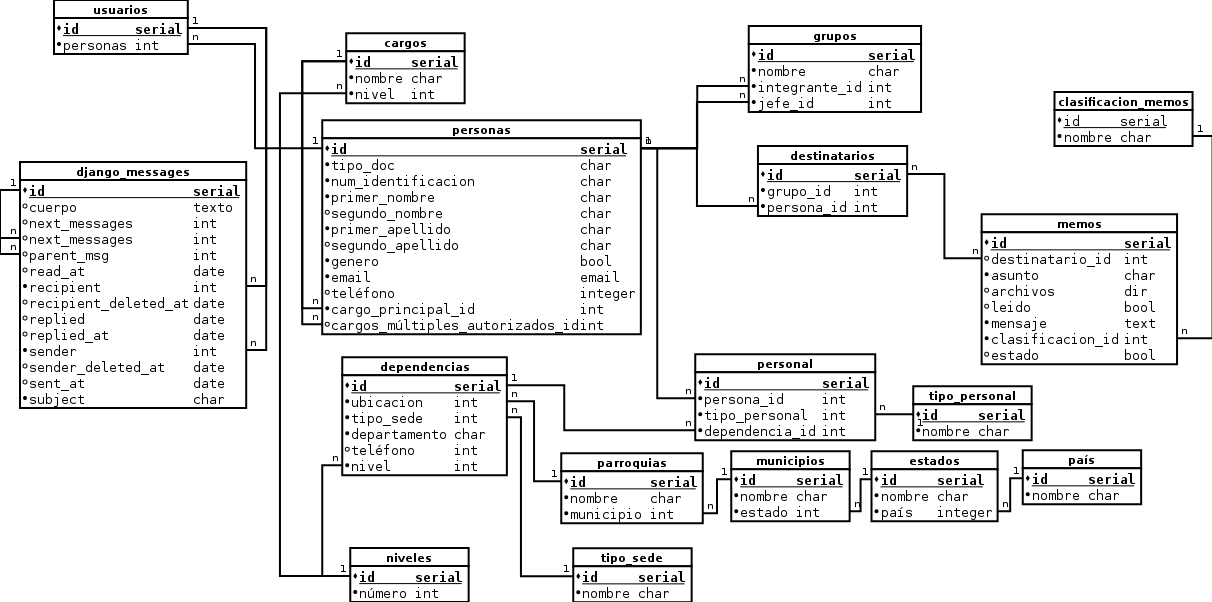 usuarios
id serial
personas int
1
n
cargos
id serial
nombre char
nivel int
1
n
grupos
id serial
nombre char
integrante_id int
jefe_id int
n
n
clasificacion_memos
id serial
nombre char
1
personas
id serial
tipo_doc char
num_identificacion char
primer_nombre char
segundo_nombre char
primer_apellido char
segundo_apellido char
genero bool
email email
teléfono integer
cargo_principal_id int
cargos_múltiples_autorizados_id int
1
n
n
destinatarios
id serial
grupo_id int
persona_id int
n
n
django_messages
id serial
cuerpo texto
next_messages int
next_messages int
parent_msg int
read_at date
recipient int
recipient_deleted_at date
replied date
replied_at date
sender int
sender_deleted_at date
sent_at date
subject char
1
n
n
n
n
memos
id serial
destinatario_id int
asunto char
archivos dir
leido bool
mensaje text
clasificacion_id int
estado bool
n
n
dependencias
id serial
ubicacion int
tipo_sede int
departamento char
teléfono int
nivel int
1
n
n
n
personal
id serial
persona_id int
tipo_personal int
dependencia_id int
n
n
n
tipo_personal
id serial
nombre char
1
parroquias
id serial
nombre char
municipio int
1
n
municipios
id serial
nombre char
estado int
1
n
estados
id serial
nombre char
país integer
1
n
país
id serial
nombre char
1
niveles
id serial
número int
1
tipo_sede
id serial
nombre char
1